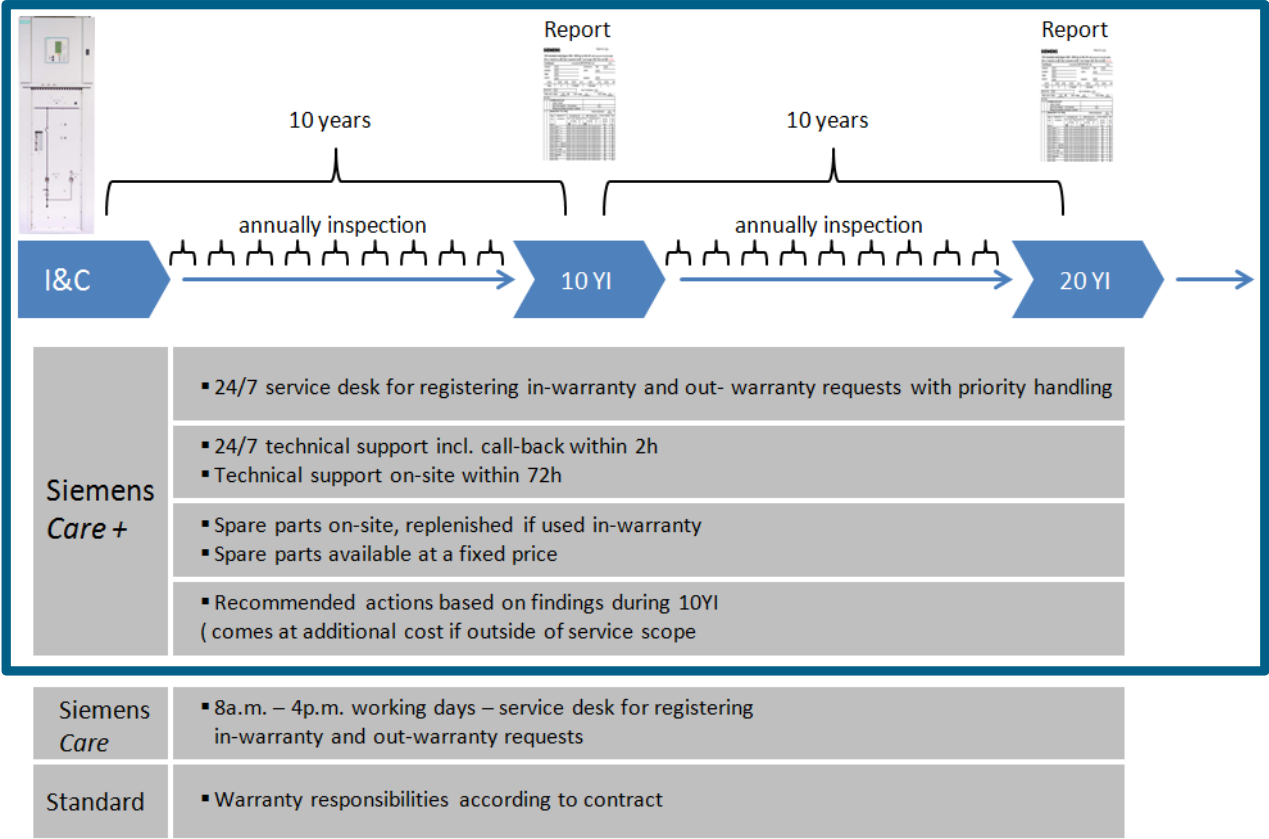 Report
Report
SIEMENS
10 years
10 years
annually inspection
annually inspection
I&C
10 YI
20 YI
Siemens
Care +
▪ 24/7 service desk for registering in-warranty and out- warranty requests with priority handling
▪ 24/7 technical support incl. call-back within 2h
▪ Technical support on-site within 72h
▪ Spare parts on-site, replenished if used in-warranty
▪ Spare parts available at a fixed price
▪ Recommended actions based on findings during 10YI
( comes at additional cost if outside of service scope
Siemens
Care
▪ 8a.m. – 4p.m. working days – service desk for registering
in-warranty and out-warranty requests
Standard
▪ Warranty responsibilities according to contract